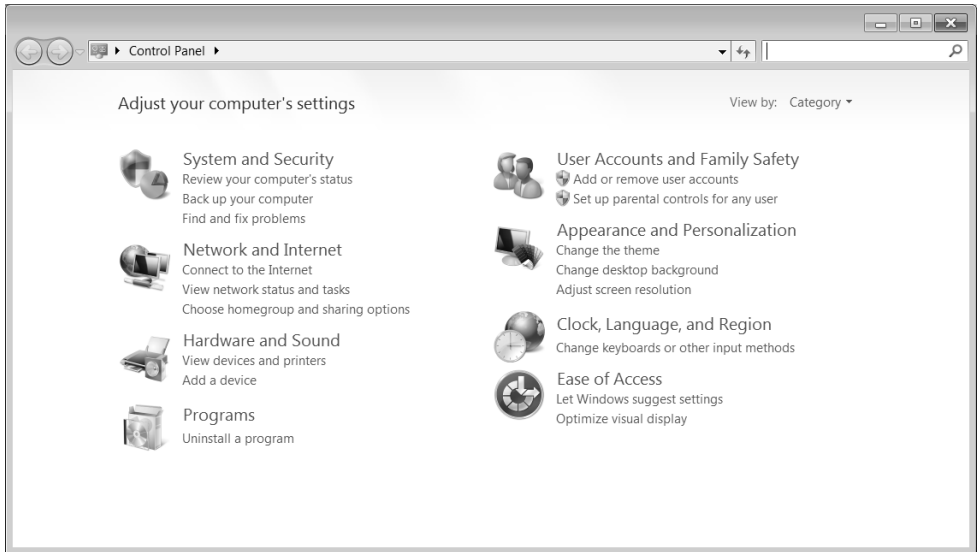 Control Panel
Adjust your computer's settings
View by: Category
System and Security
Review your computer's status
Back up your computer
Find and fix problems
Network and Internet
Connect to the Internet
View network status and tasks
Choose homegroup and sharing options
Hardware and Sound
View devices and printers
Add a device
Programs
Uninstall a program
User Accounts and Family Safety
Add or remove user accounts
Set up parental controls for any user
Appearance and Personalization
Change the theme
Change desktop background
Adjust screen resolution
Clock, Language, and Region
Change keyboards or other input methods
Ease of Access
Let Windows suggest settings
Optimize visual display